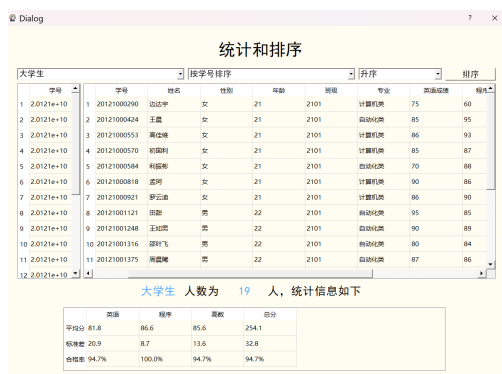 Dialog ? ×
统计和排序
大学生 按学号排序 升序 排序
学号 学号 姓名 性别 年龄 班级 专业 英语成绩
1 2.0121e+10 1 20121000290 边达宇 女 21 2101 计算机类 75 60
2 2.0121e+10 2 20121000424 王晨 女 21 2101 自动化类 85 95
3 2.0121e+10 3 20121000553 高佳维 女 21 2101 计算机类 86 93
4 2.0121e+10 4 20121000570 初国利 女 21 2101 计算机类 85 87
5 2.0121e+10 5 20121000584 利振彬 女 21 2101 自动化类 70 88
6 2.0121e+10 6 20121000818 孟珂 女 21 2101 自动化类 90 86
7 2.0121e+10 7 20121000921 罗云迪 女 21 2101 计算机类 86 90
8 2.0121e+10 8 20121001121 田甜 男 22 2101 自动化类 95 85
9 2.0121e+10 9 20121001248 王如男 男 22 2101 自动化类 90 89
10 2.0121e+10 10 20121001316 邵叶飞 男 22 2101 自动化类 80 84
11 2.0121e+10 11 20121001375 周晨曦 男 22 2101 计算机类 87 86
12 2.0121e+10
大学生 人数为 19 人，统计信息如下
英语 程序 高数 总分
平均分 81.8 86.6 85.6 254.1
标准差 20.9 8.7 13.6 32.8
合格率 94.7% 100.0% 94.7% 94.7%